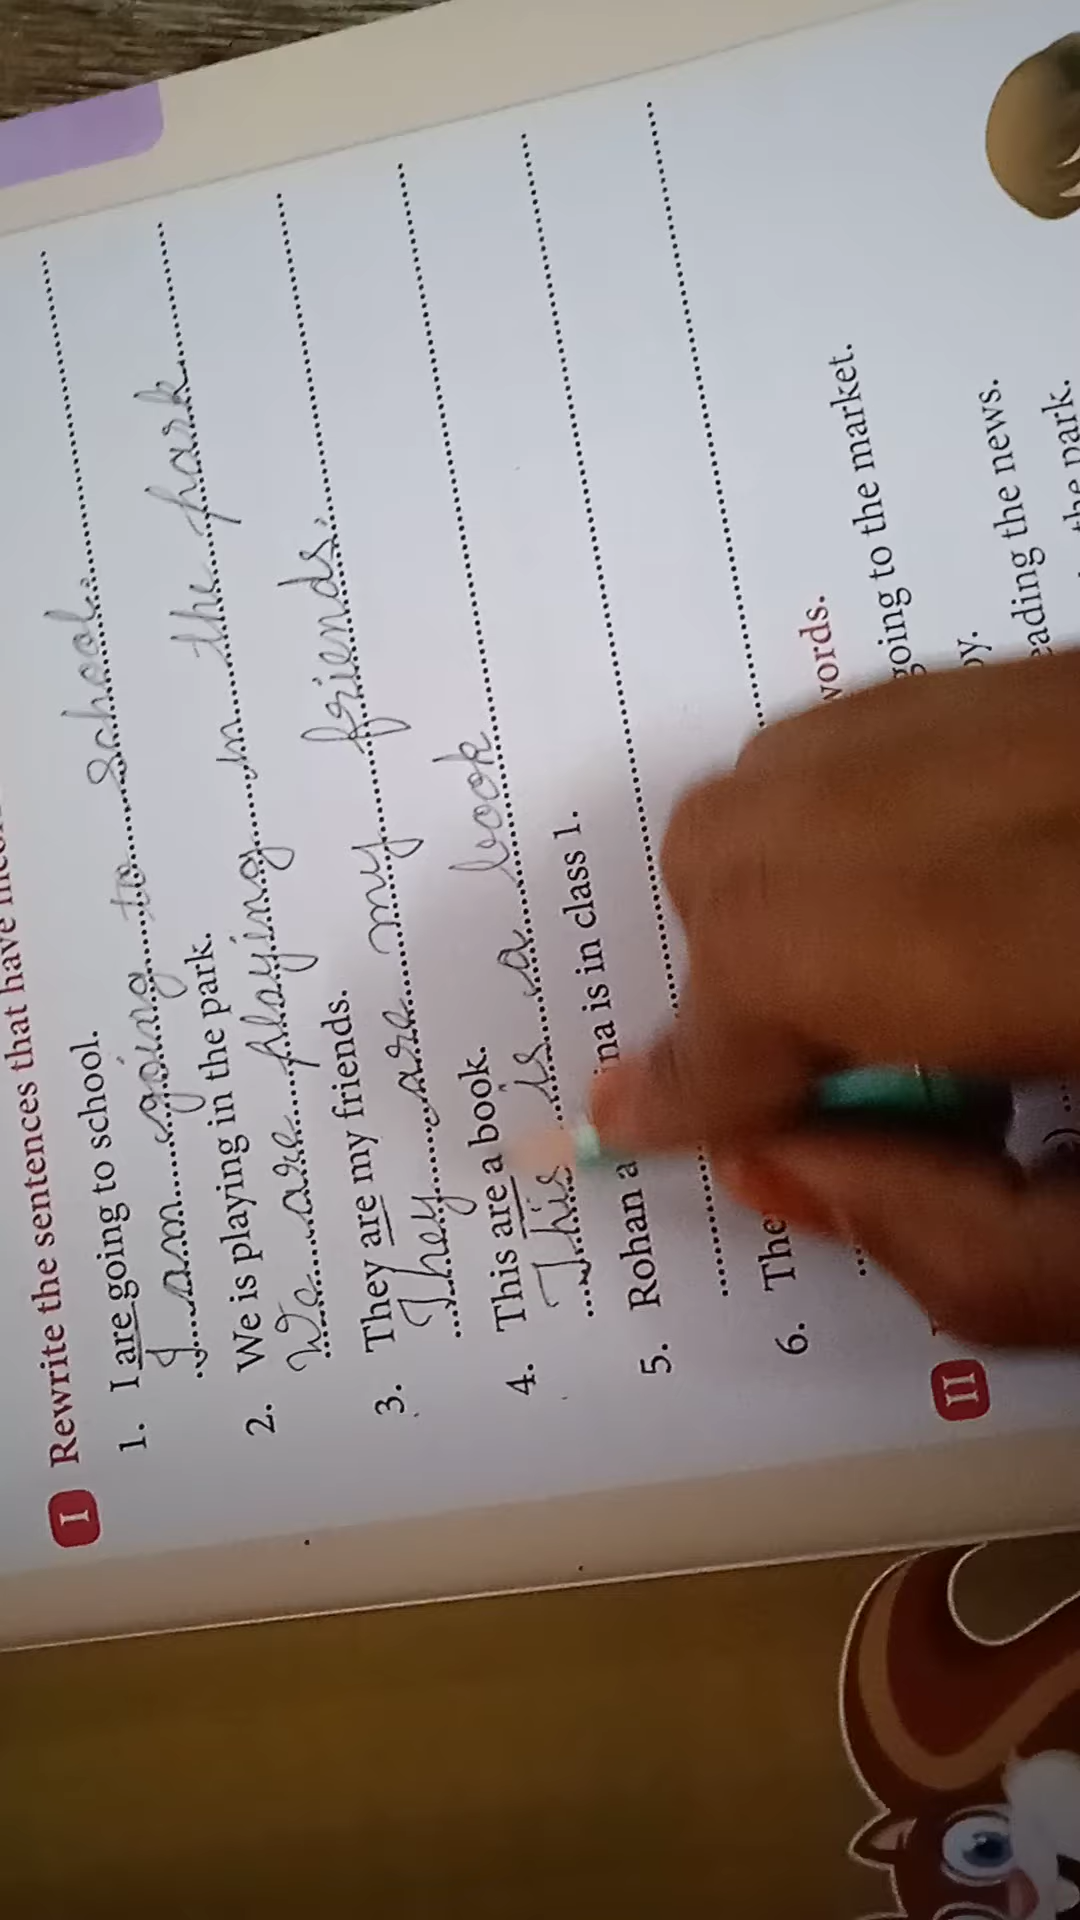 I Rewrite the sentences that have
1. I are going to school.
I am going to school.
2. We is playing in the park.
We are playing in the park
3. They are my friends.
They are my friends.
4. This are a book.
This is a book
5. Rohan a na is in class 1.
6. The
II words.
going to the market.
y.
eading the news.
the park.